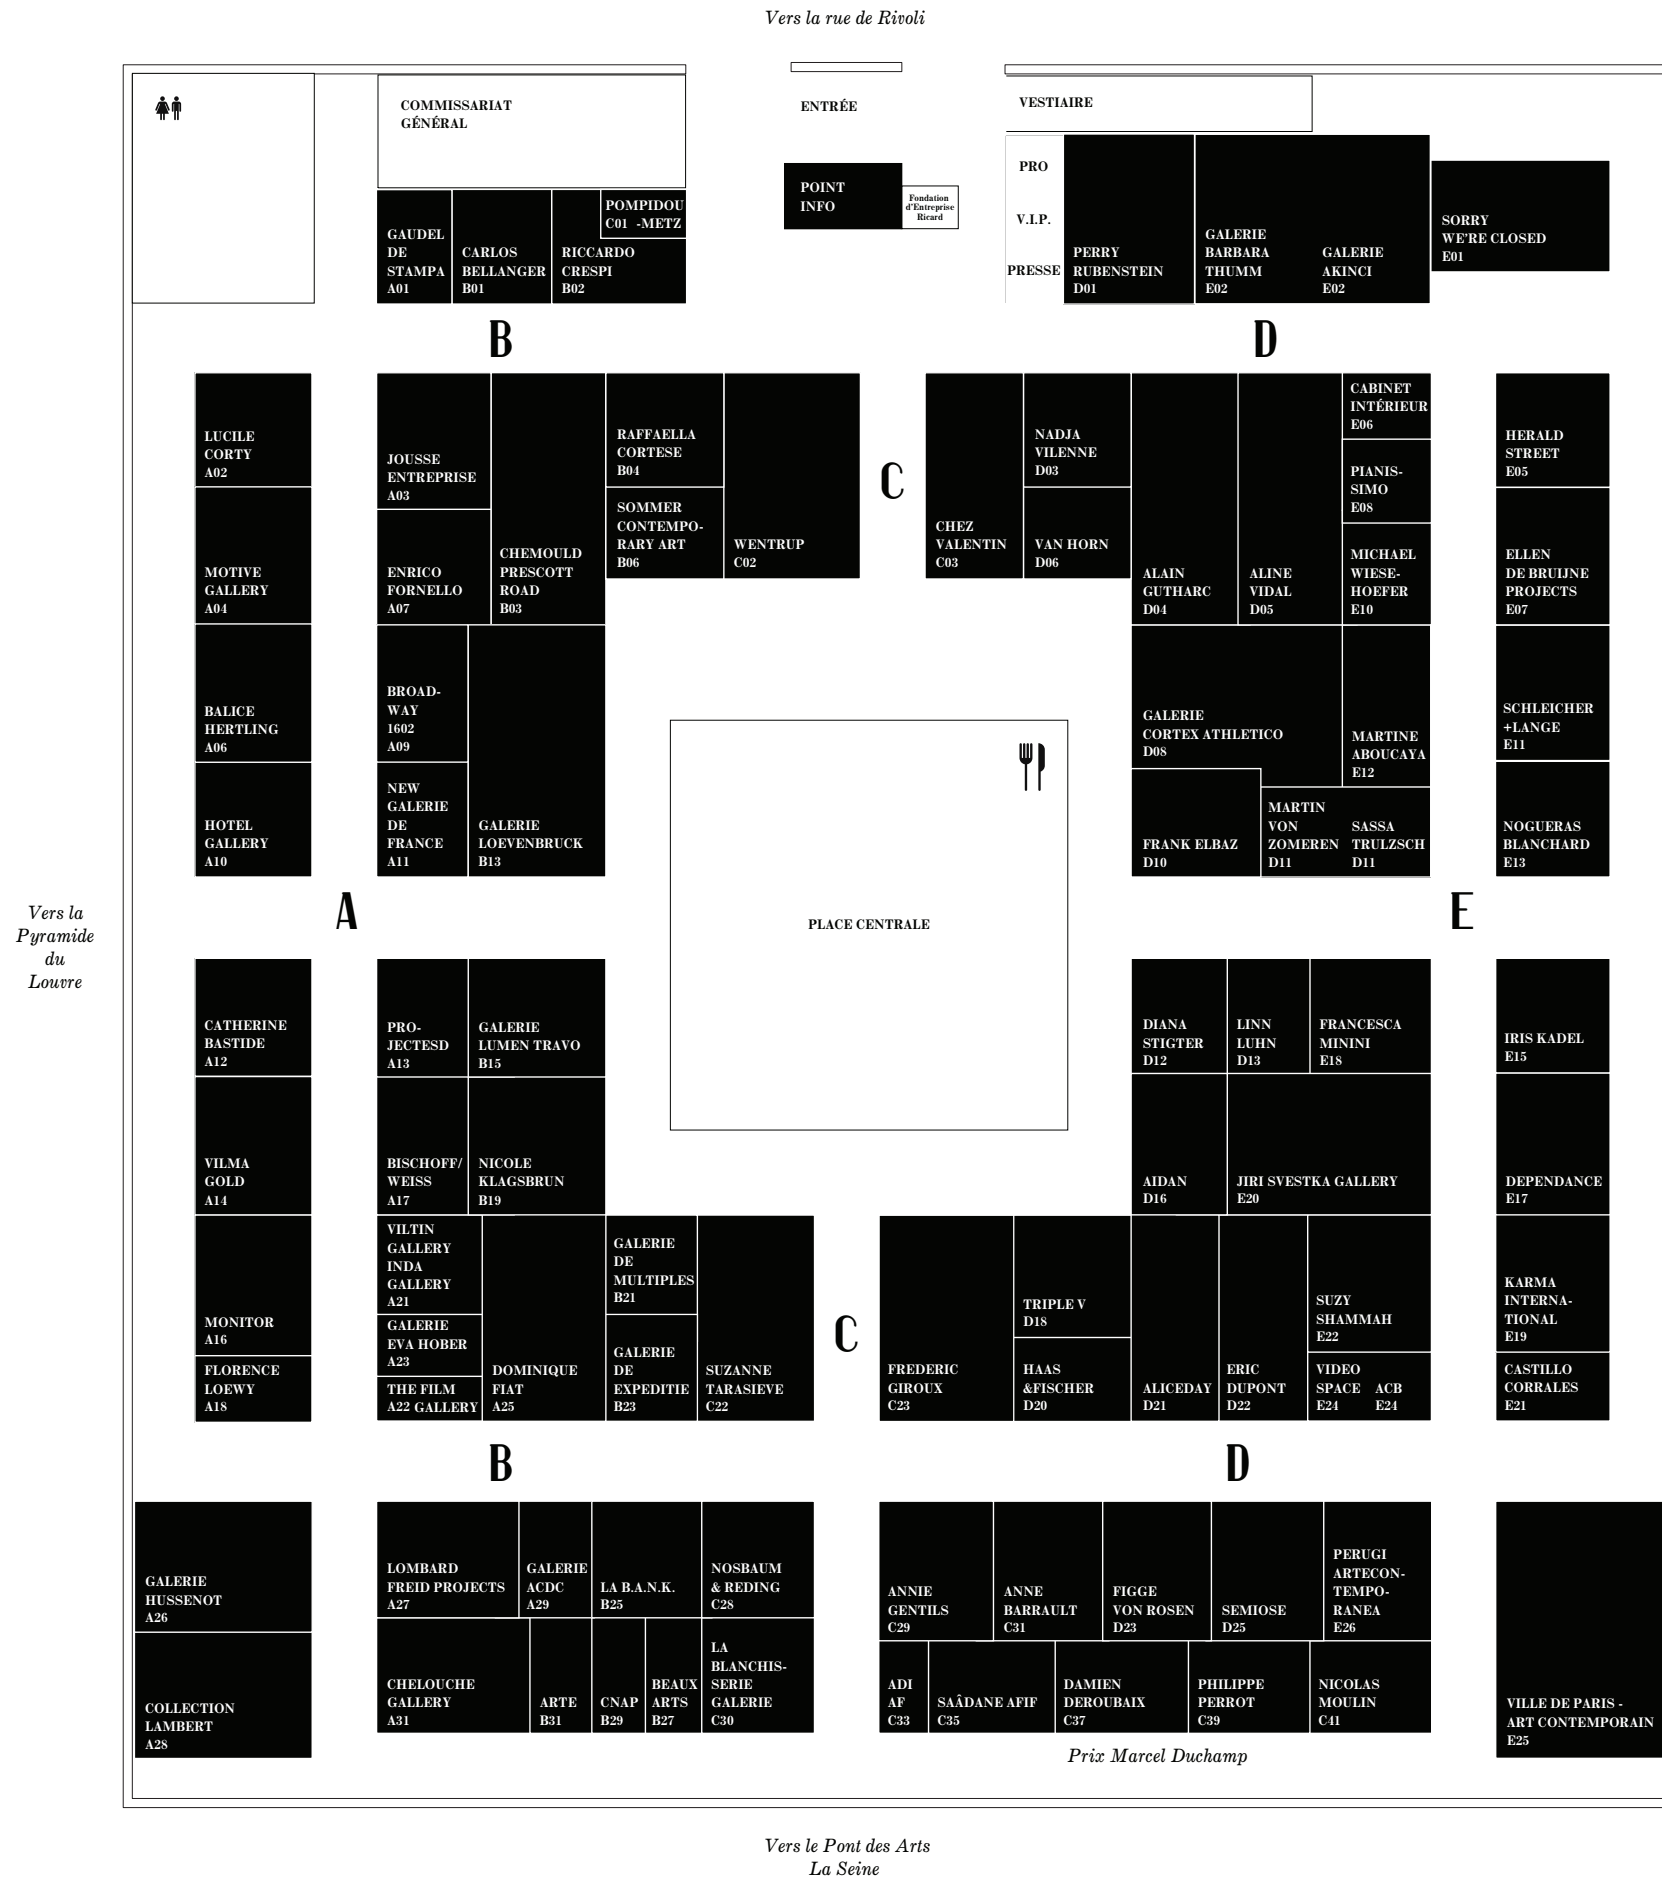 Vers la rue de Rivoli
COMMISSARIAT
GÉNÉRAL
ENTRÉE
VESTIAIRE
POINT
INFO
Fondation
d'Entreprise
Ricard
PRO
V.I.P.
PRESSE
GAUDEL
DE
STAMPA
A01
CARLOS
BELLANGER
B01
POMPIDOU
C01 -METZ
RICCARDO
CRESPI
B02
PERRY
RUBENSTEIN
D01
GALERIE
BARBARA
THUMM
E02
GALERIE
AKINCI
E02
SORRY
WE'RE CLOSED
E01
B
D
LUCILE
CORTY
A02
JOUSSE
ENTREPRISE
A03
CHEMOULD
PRESCOTT
ROAD
B03
RAFFAELLA
CORTESE
B04
SOMMER
CONTEMPO-
RARY ART
B06
WENTRUP
C02
C
CHEZ
VALENTIN
C03
NADJA
VILENNE
D03
VAN HORN
D06
ALAIN
GUTHARC
D04
ALINE
VIDAL
D05
CABINET
INTÉRIEUR
E06
PIANIS-
SIMO
E08
MICHAEL
WIESE-
HOEFER
E10
HERALD
STREET
E05
MOTIVE
GALLERY
A04
ENRICO
FORNELLO
A07
ELLEN
DE BRUIJNE
PROJECTS
E07
BALICE
HERTLING
A06
BROAD-
WAY
1602
A09
GALERIE
LOEVENBRUCK
B13
GALERIE
CORTEX ATHLETICO
D08
MARTINE
ABOUCAYA
E12
SCHLEICHER
+LANGE
E11
HOTEL
GALLERY
A10
NEW
GALERIE
DE
FRANCE
A11
FRANK ELBAZ
D10
MARTIN
VON
ZOMEREN
D11
SASSA
TRULZSCH
D11
NOGUERAS
BLANCHARD
E13
Vers la
Pyramide
du
Louvre
A
PLACE CENTRALE
E
CATHERINE
BASTIDE
A12
PRO-
JECTESD
A13
GALERIE
LUMEN TRAVO
B15
DIANA
STIGTER
D12
LINN
LUHN
D13
FRANCESCA
MININI
E18
IRIS KADEL
E15
VILMA
GOLD
A14
BISCHOFF/
WEISS
A17
NICOLE
KLAGSBRUN
B19
AIDAN
D16
JIRI SVESTKA GALLERY
E20
DEPENDANCE
E17
MONITOR
A16
VILTIN
GALLERY
INDA
GALLERY
A21
GALERIE
EVA HOBER
A23
THE FILM
A22 GALLERY
DOMINIQUE
FIAT
A25
GALERIE
DE
MULTIPLES
B21
GALERIE
DE
EXPEDITIE
B23
SUZANNE
TARASIEVE
C22
C
FREDERIC
GIROUX
C23
TRIPLE V
D18
HAAS
&FISCHER
D20
ALICEDAY
D21
ERIC
DUPONT
D22
SUZY
SHAMMAH
E22
VIDEO
SPACE
E24
ACB
E24
KARMA
INTERNA-
TIONAL
E19
FLORENCE
LOEWY
A18
CASTILLO
CORRALES
E21
B
D
GALERIE
HUSSENOT
A26
LOMBARD
FREID PROJECTS
A27
GALERIE
ACDC
A29
LA B.A.N.K.
B25
NOSBAUM
& REDING
C28
ANNIE
GENTILS
C29
ANNE
BARRAULT
C31
FIGGE
VON ROSEN
D23
SEMIOSE
D25
PERUGI
ARTECON-
TEMPO-
RANEA
E26
COLLECTION
LAMBERT
A28
CHELOUCHE
GALLERY
A31
ARTE
B31
CNAP
B29
BEAUX
ARTS
B27
LA
BLANCHIS-
SERIE
GALERIE
C30
ADI
AF
C33
SAÂDANE AFIF
C35
DAMIEN
DEROUBAIX
C37
PHILIPPE
PERROT
C39
NICOLAS
MOULIN
C41
VILLE DE PARIS -
ART CONTEMPORAIN
E25
Prix Marcel Duchamp
Vers le Pont des Arts
La Seine